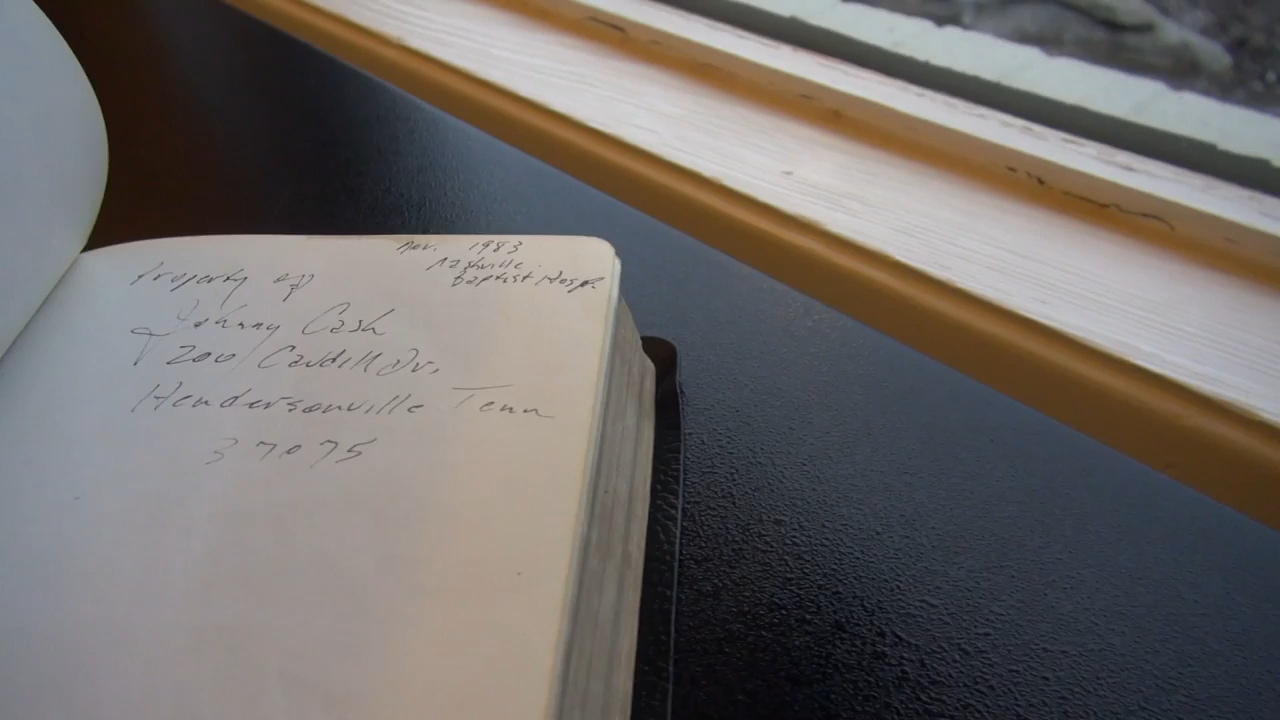 Nov. 1983
Nashville
Baptist Hosp.
Property of
Johnny Cash
200 Caudill Dr.
Hendersonville Tenn
37075